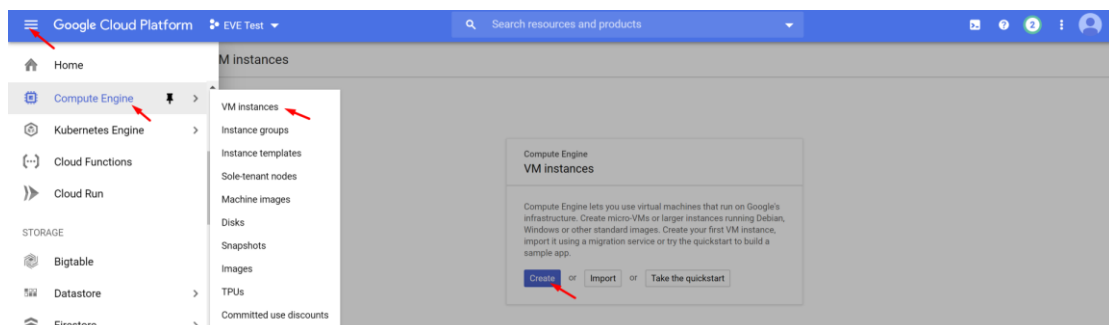 Google Cloud Platform
EVE Test
Search resources and products
2
Home
Compute Engine
Kubernetes Engine
Cloud Functions
Cloud Run
STORAGE
Bigtable
Datastore
Firestore
VM instances
VM instances
Instance groups
Instance templates
Sole-tenant nodes
Machine images
Disks
Snapshots
Images
TPUs
Committed use discounts
Compute Engine
VM instances
Compute Engine lets you use virtual machines that run on Google's
infrastructure. Create micro-VMs or larger instances running Debian,
Windows or other standard images. Create your first VM instance,
import it using a migration service or try the quickstart to build a
sample app.
Create or Import or Take the quickstart